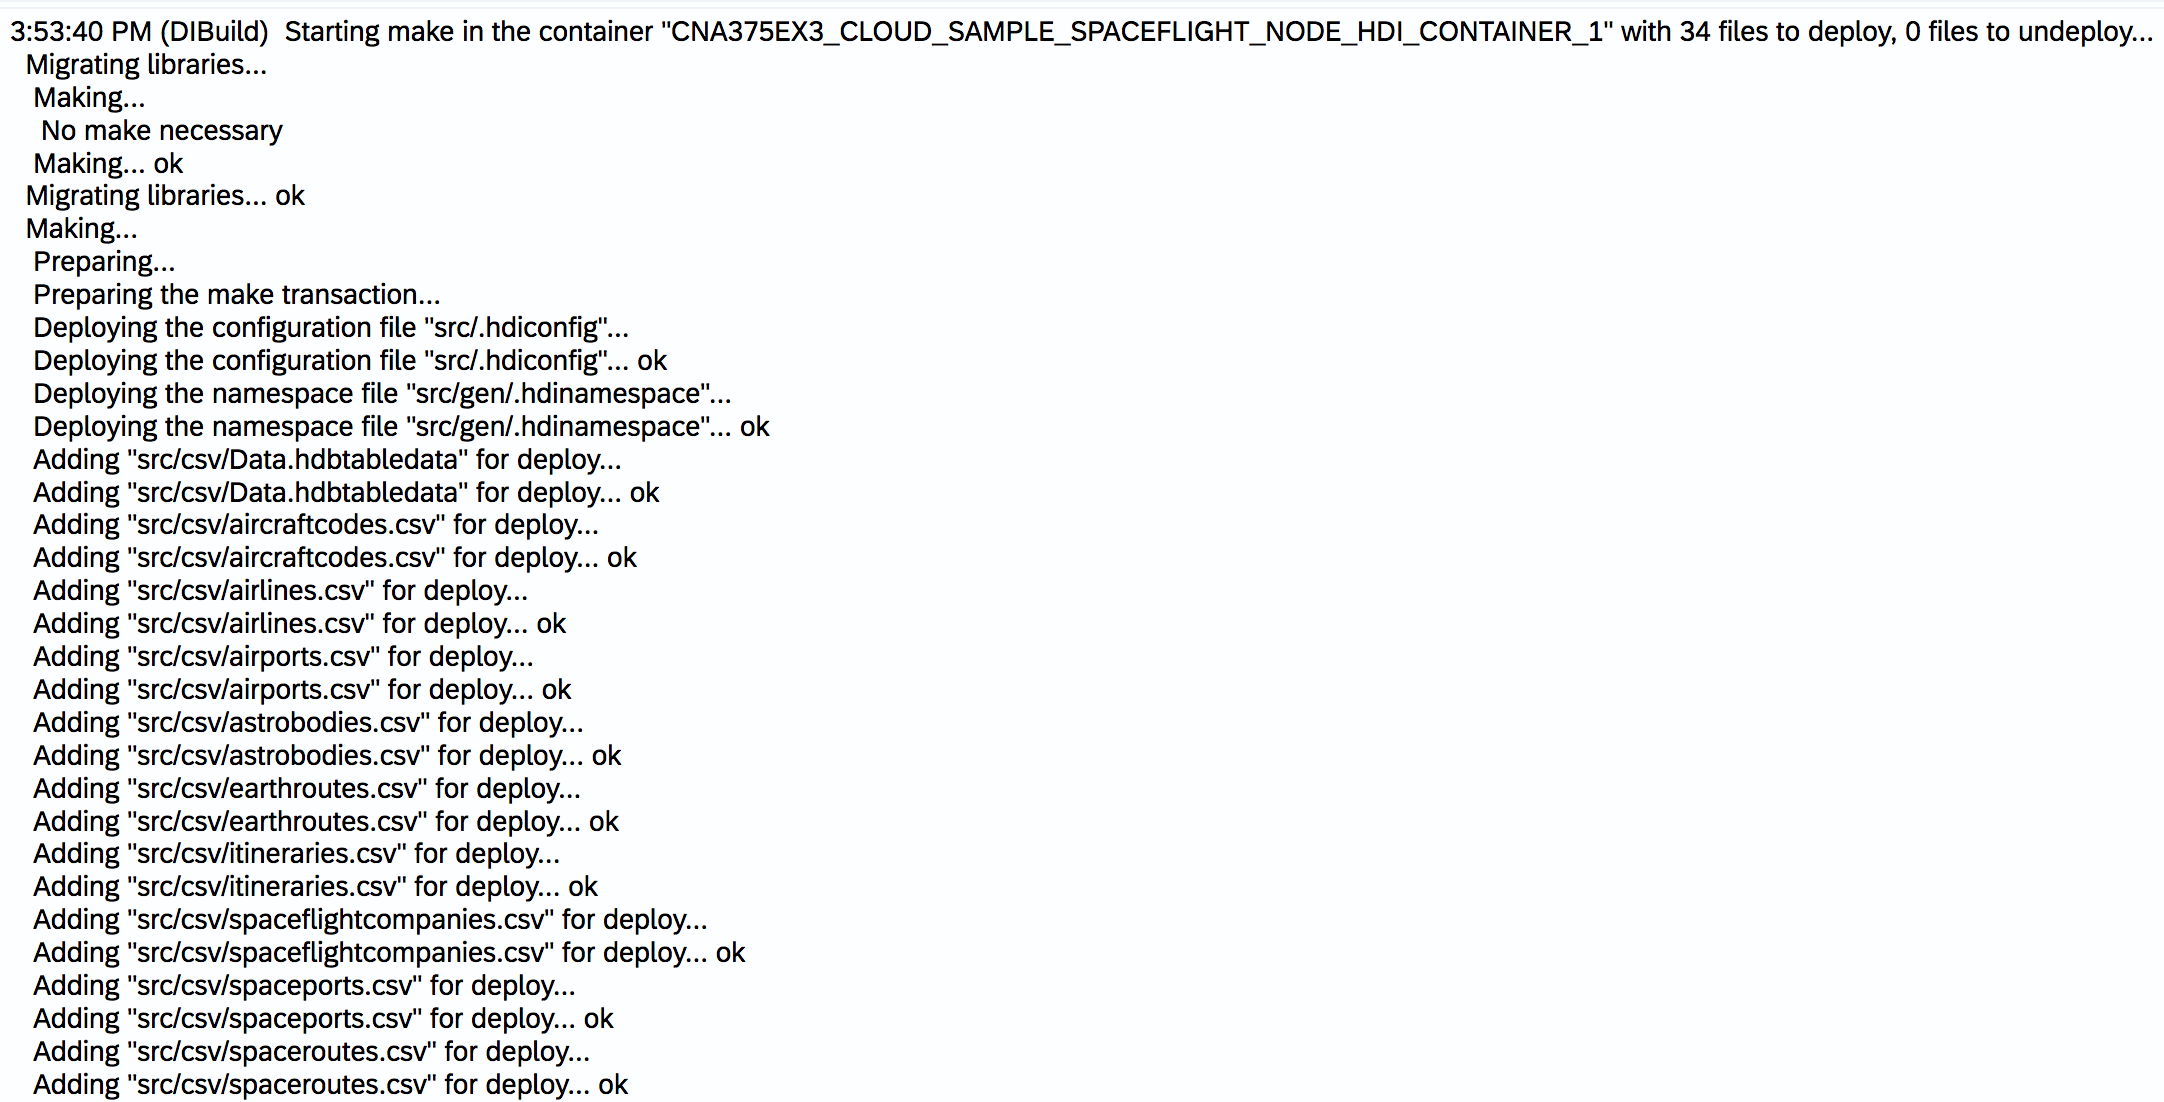 3:53:40 PM (DIBuild)  Starting make in the container "CNA375EX3_CLOUD_SAMPLE_SPACEFLIGHT_NODE_HDI_CONTAINER_1" with 34 files to deploy, 0 files to undeploy...
Migrating libraries...
Making...
No make necessary
Making... ok
Migrating libraries... ok
Making...
Preparing...
Preparing the make transaction...
Deploying the configuration file "src/.hdiconfig"...
Deploying the configuration file "src/.hdiconfig"... ok
Deploying the namespace file "src/gen/.hdinamespace"...
Deploying the namespace file "src/gen/.hdinamespace"... ok
Adding "src/csv/Data.hdbtabledata" for deploy...
Adding "src/csv/Data.hdbtabledata" for deploy... ok
Adding "src/csv/aircraftcodes.csv" for deploy...
Adding "src/csv/aircraftcodes.csv" for deploy... ok
Adding "src/csv/airlines.csv" for deploy...
Adding "src/csv/airlines.csv" for deploy... ok
Adding "src/csv/airports.csv" for deploy...
Adding "src/csv/airports.csv" for deploy... ok
Adding "src/csv/astrobodies.csv" for deploy...
Adding "src/csv/astrobodies.csv" for deploy... ok
Adding "src/csv/earthroutes.csv" for deploy...
Adding "src/csv/earthroutes.csv" for deploy... ok
Adding "src/csv/itineraries.csv" for deploy...
Adding "src/csv/itineraries.csv" for deploy... ok
Adding "src/csv/spaceflightcompanies.csv" for deploy...
Adding "src/csv/spaceflightcompanies.csv" for deploy... ok
Adding "src/csv/spaceports.csv" for deploy...
Adding "src/csv/spaceports.csv" for deploy... ok
Adding "src/csv/spaceroutes.csv" for deploy...
Adding "src/csv/spaceroutes.csv" for deploy... ok